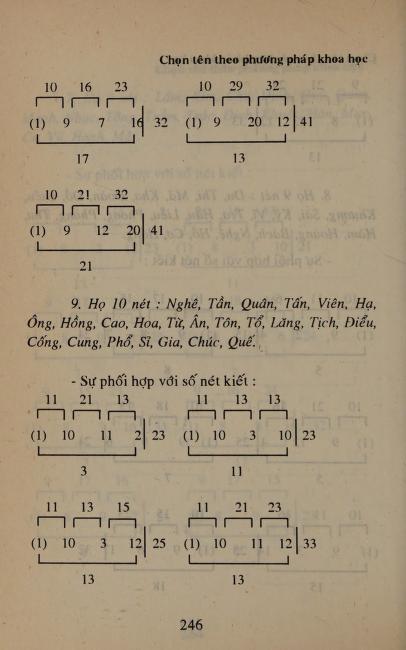 Chọn tên theo phương pháp khoa học
10 16 23 10 29 32
(1) 9 7 16 32 (1) 9 20 12 41
17 13
10 21 32
(1) 9 12 20 41
21
9. Họ 10 nét : Nghê, Tần, Quân, Tấn, Viên, Hạ,
Ông, Hồng, Cao, Hoa, Từ, Ân, Tôn, Tổ, Lăng, Tịch, Điểu,
Cống, Cung, Phổ, Sĩ, Gia, Chúc, Quế.
- Sự phối hợp với số nét kiết :
11 21 13 11 13 13
(1) 10 11 2 23 (1) 10 3 10 23
3 11
11 13 15 11 21 23
(1) 10 3 12 25 (1) 10 11 12 33
13 13
246